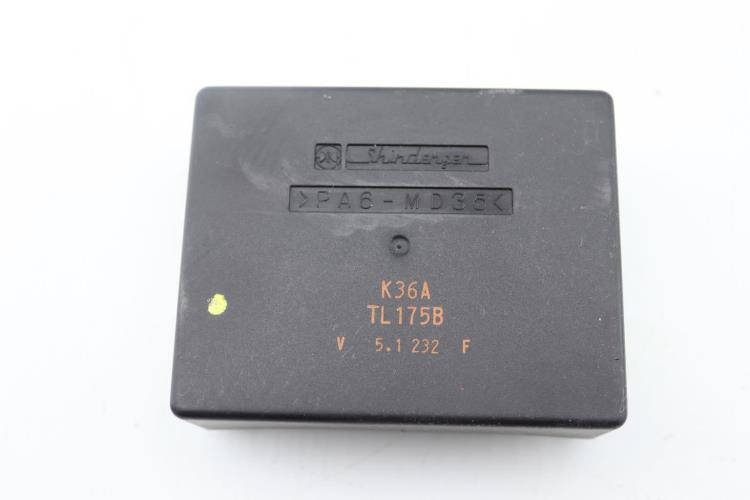 Shindengen
>PA6-MD35<
K36A
TL175B
V 5.1 232 F